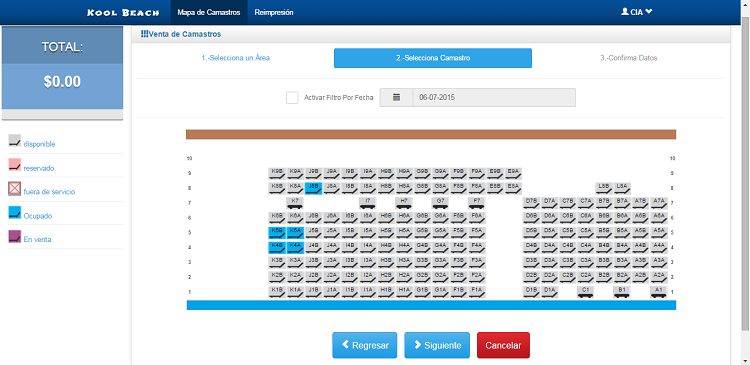 KOOL BEACH
Mapa de Camastros
Reimpresión
CIA
TOTAL:
$0.00
disponible
reservado
fuera de servicio
Ocupado
En venta
Venta de Camastros
1.-Selecciona un Área
2.-Selecciona Camastro
3.-Confirma Datos
Activar Filtro Por Fecha
06-07-2015
10 10
9 K9B K9A J9B J9A I9B I9A H9B H9A G9B G9A F9B F9A E9B E9A 9
8 K8B K8A J8B J8A I8B I8A H8B H8A G8B G8A F8B F8A E8B E8A L8B L8A 8
7 K7 I7 H7 G7 F7 D7B D7A C7B C7A B7B B7A A7B A7A 7
6 K6B K6A J6B J6A I6B I6A H6B H6A G6B G6A F6B F6A D6B D6A C6B C6A B6B B6A A6B A6A 6
5 K5B K5A J5B J5A I5B I5A H5B H5A G5B G5A F5B F5A D5B D5A C5B C5A B5B B5A A5B A5A 5
4 K4B K4A J4B J4A I4B I4A H4B H4A G4B G4A F4B F4A D4B D4A C4B C4A B4B B4A A4B A4A 4
3 K3B K3A J3B J3A I3B I3A H3B H3A G3B G3A F3B F3A D3B D3A C3B C3A B3B B3A A3B A3A 3
2 K2B K2A J2B J2A I2B I2A H2B H2A G2B G2A F2B F2A D2B D2A C2B C2A B2B B2A A2B A2A 2
1 K1B K1A J1B J1A I1B I1A H1B H1A G1B G1A F1B F1A D1B D1A C1 B1 A1 1
Regresar
Siguiente
Cancelar